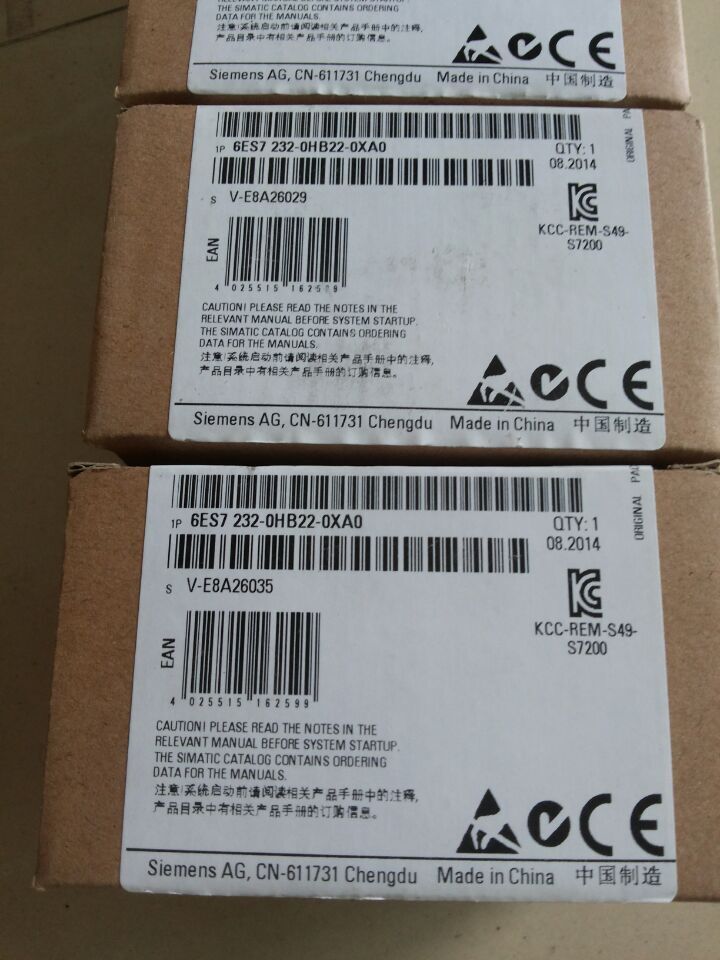 THE SIMATIC CATALOG CONTAINS ORDERING
DATA FOR THE MANUALS.
注意!系统启动前请阅读相关产品手册中的注释,
产品目录中有相关产品手册的订购信息。
CE
Siemens AG, CN-611731 Chengdu Made in China 中国制造
1P 6ES7 232-0HB22-0XA0
QTY: 1
08.2014
ORIGINAL PA
S V-E8A26029
KCC-REM-S49-
S7200
EAN
4 025515 162599
CAUTION! PLEASE READ THE NOTES IN THE
RELEVANT MANUAL BEFORE SYSTEM STARTUP.
THE SIMATIC CATALOG CONTAINS ORDERING
DATA FOR THE MANUALS.
注意!系统启动前请阅读相关产品手册中的注释,
产品目录中有相关产品手册的订购信息。
CE
Siemens AG, CN-611731 Chengdu Made in China 中国制造
1P 6ES7 232-0HB22-0XA0
QTY: 1
08.2014
ORIGINAL PAC
S V-E8A26035
KCC-REM-S49-
S7200
EAN
4 025515 162599
CAUTION! PLEASE READ THE NOTES IN THE
RELEVANT MANUAL BEFORE SYSTEM STARTUP.
THE SIMATIC CATALOG CONTAINS ORDERING
DATA FOR THE MANUALS.
注意!系统启动前请阅读相关产品手册中的注释,
产品目录中有相关产品手册的订购信息。
CE
Siemens AG, CN-611731 Chengdu Made in China 中国制造